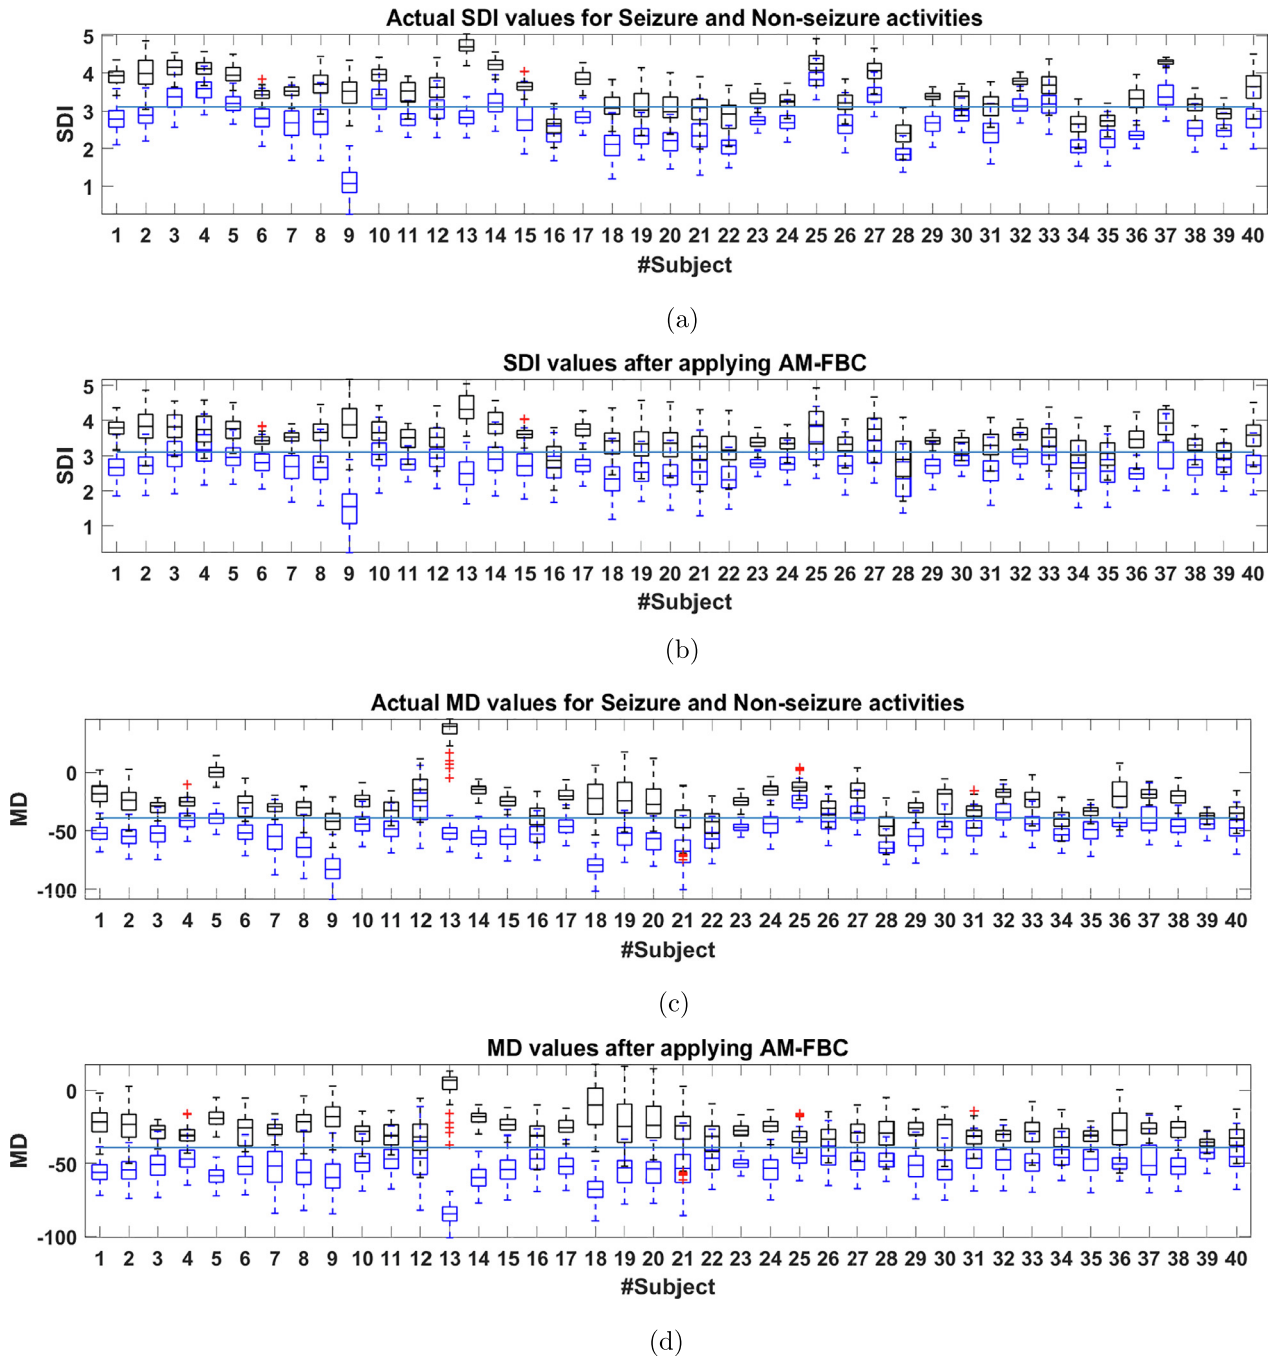 Actual SDI values for Seizure and Non-seizure activities
5
4
3
2
1
SDI
1 2 3 4 5 6 7 8 9 10 11 12 13 14 15 16 17 18 19 20 21 22 23 24 25 26 27 28 29 30 31 32 33 34 35 36 37 38 39 40
#Subject
(a)
SDI values after applying AM-FBC
5
4
3
2
1
SDI
1 2 3 4 5 6 7 8 9 10 11 12 13 14 15 16 17 18 19 20 21 22 23 24 25 26 27 28 29 30 31 32 33 34 35 36 37 38 39 40
#Subject
(b)
Actual MD values for Seizure and Non-seizure activities
0
-50
-100
MD
1 2 3 4 5 6 7 8 9 10 11 12 13 14 15 16 17 18 19 20 21 22 23 24 25 26 27 28 29 30 31 32 33 34 35 36 37 38 39 40
#Subject
(c)
MD values after applying AM-FBC
0
-50
-100
MD
1 2 3 4 5 6 7 8 9 10 11 12 13 14 15 16 17 18 19 20 21 22 23 24 25 26 27 28 29 30 31 32 33 34 35 36 37 38 39 40
#Subject
(d)